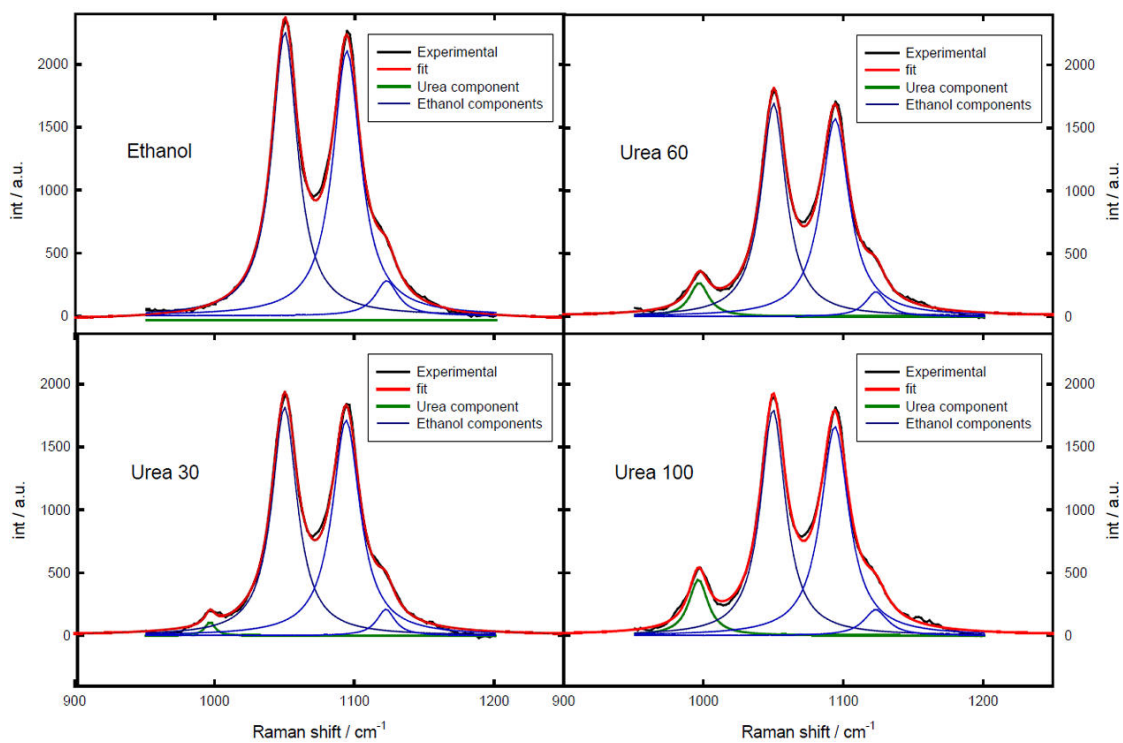 Experimental
fit
Urea component
Ethanol components
Ethanol
int / a.u.
2000
1500
1000
500
0
Experimental
fit
Urea component
Ethanol components
Urea 60
int / a.u.
2000
1500
1000
500
0
Experimental
fit
Urea component
Ethanol components
Urea 30
int / a.u.
2000
1500
1000
500
0
900
1000
1100
1200
Raman shift / cm⁻¹
Experimental
fit
Urea component
Ethanol components
Urea 100
int / a.u.
2000
1500
1000
500
0
900
1000
1100
1200
Raman shift / cm⁻¹